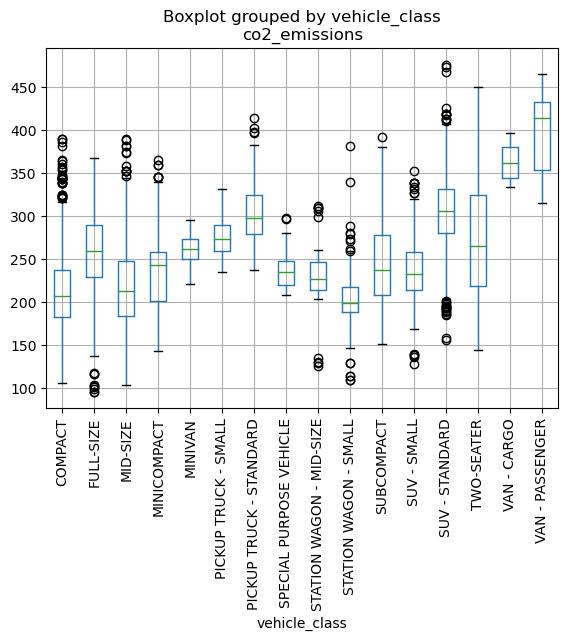 Boxplot grouped by vehicle_class
co2_emissions
450
400
350
300
250
200
150
100
COMPACT
FULL-SIZE
MID-SIZE
MINICOMPACT
MINIVAN
PICKUP TRUCK - SMALL
PICKUP TRUCK - STANDARD
SPECIAL PURPOSE VEHICLE
STATION WAGON - MID-SIZE
STATION WAGON - SMALL
SUBCOMPACT
SUV - SMALL
SUV - STANDARD
TWO-SEATER
VAN - CARGO
VAN - PASSENGER
vehicle_class